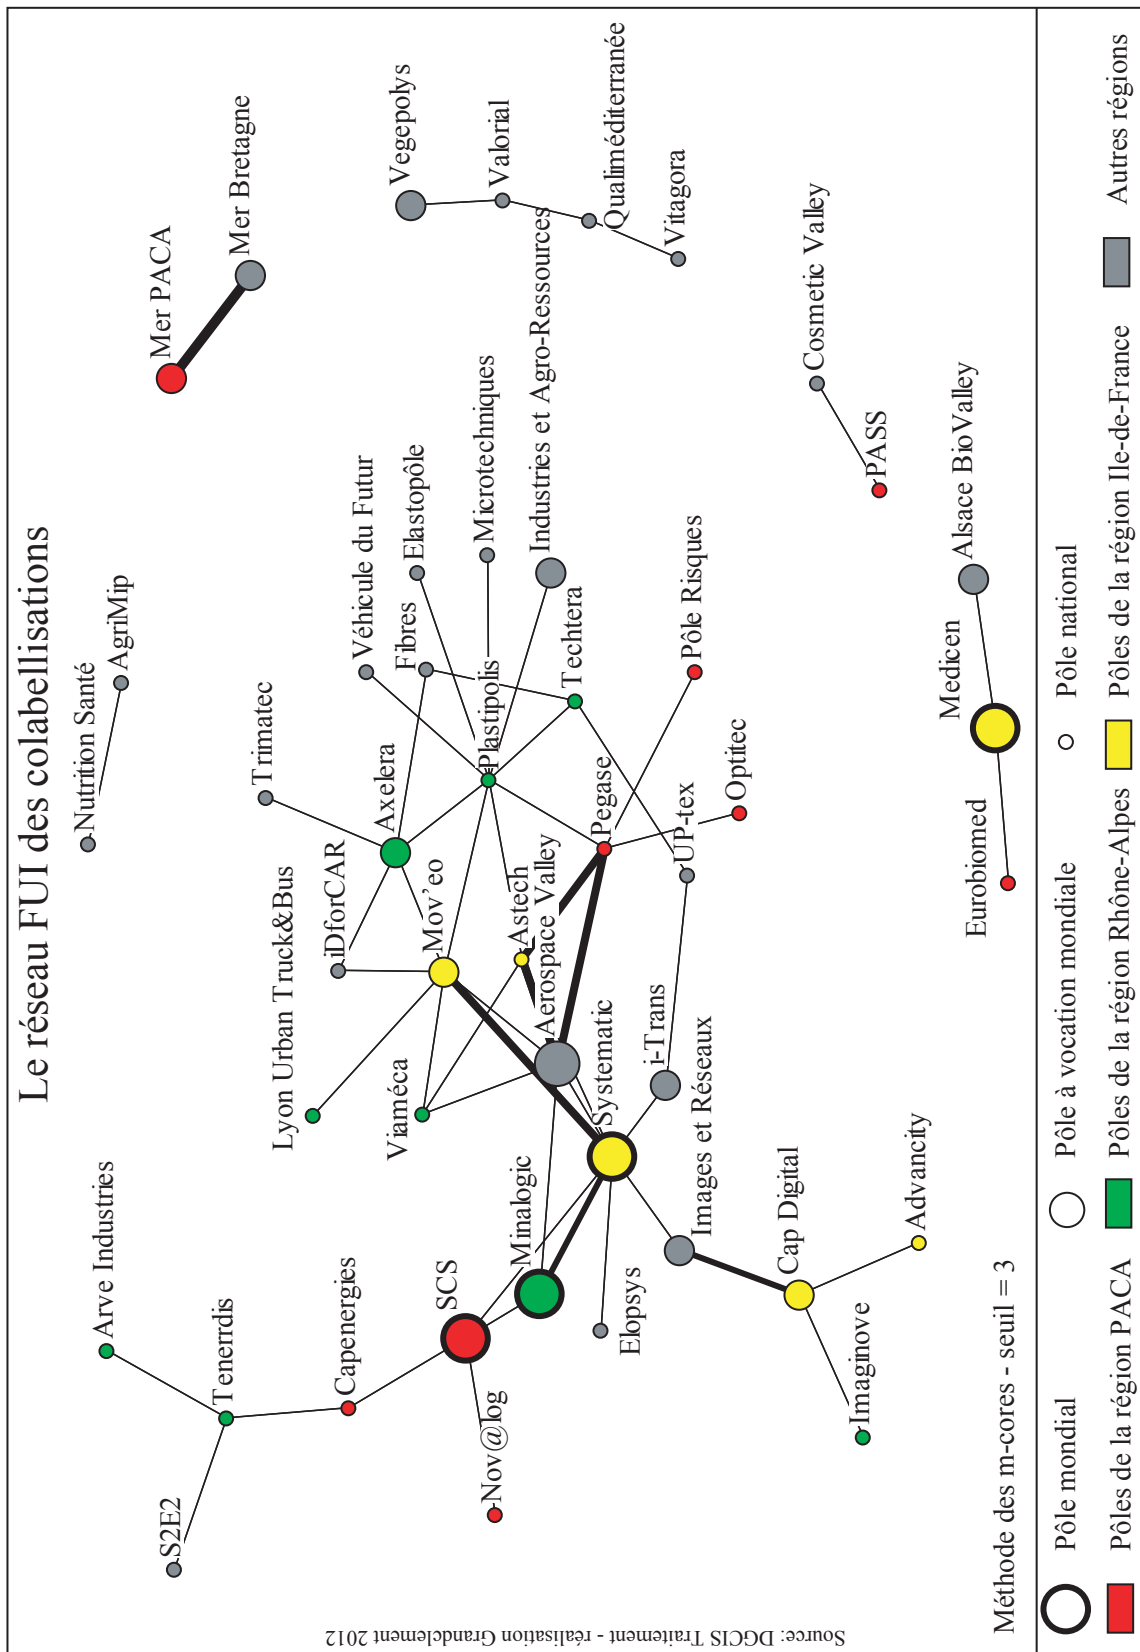 Le réseau FUI des colabellisations
Nutrition Santé
AgriMip
Mer PACA
Mer Bretagne
Vegepolys
Valorial
Qualiméditerranée
Vitagora
Trimatec
Véhicule du Futur
Fibres
Elastopôle
Microtechniques
Industries et Agro-Ressources
Techtera
Axelera
Plastipolis
iDforCAR
Lyon Urban Truck&Bus
Mov'eo
Astech
Aerospace Valley
Pegase
Pôle Risques
Optitec
UP-tex
Viaméca
Systematic
i-Trans
Images et Réseaux
Arve Industries
Tenerrdis
S2E2
Capenergies
SCS
Nov@log
Minalogic
Elopsys
Cap Digital
Imaginove
Advancity
Cosmetic Valley
PASS
Alsace BioValley
Medicen
Eurobiomed
Méthode des m-cores - seuil = 3
Source: DGCIS Traitement - réalisation Grandclement 2012
Pôle mondial
Pôle à vocation mondiale
Pôle national
Pôles de la région PACA
Pôles de la région Rhône-Alpes
Pôles de la région Ile-de-France
Autres régions